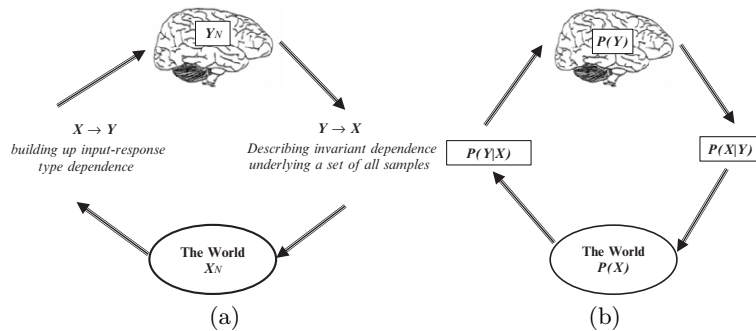 YN
X → Y
building up input-response
type dependence
Y → X
Describing invariant dependence
underlying a set of all samples
The World
XN
(a)
P(Y)
P(Y|X)
P(X|Y)
The World
P(X)
(b)